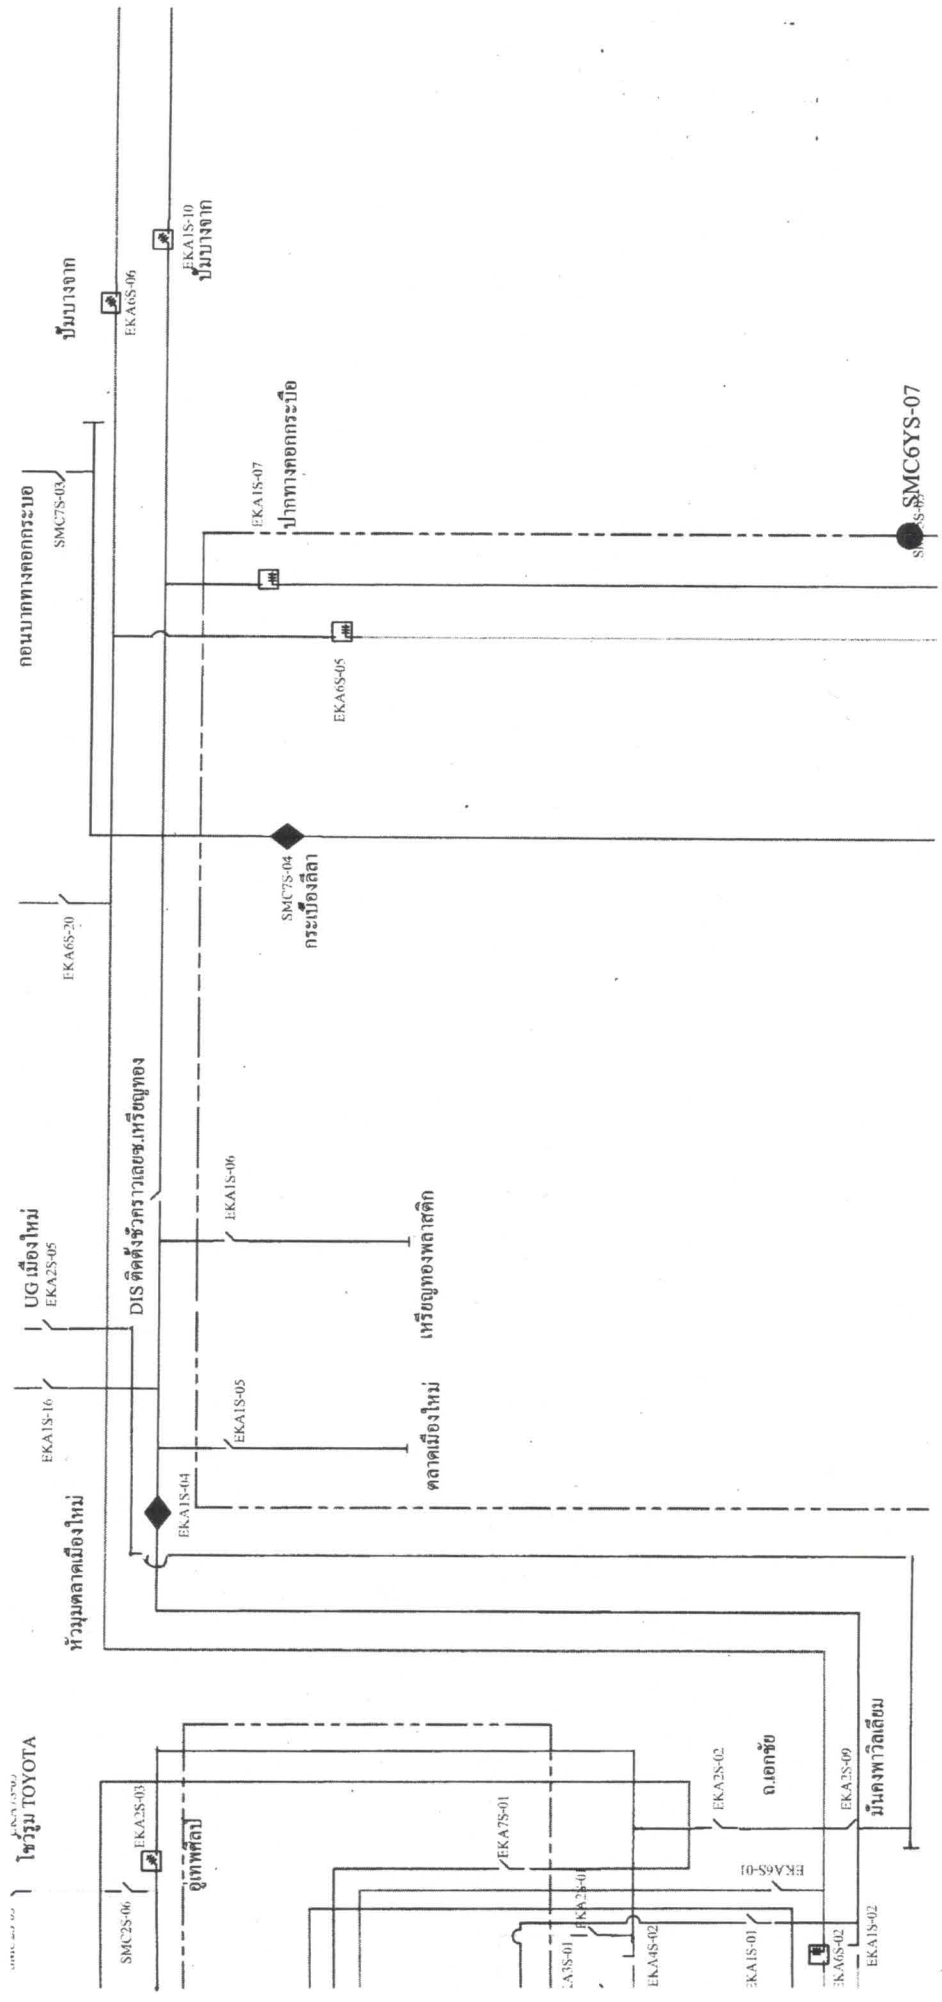 ปั๊มบางจาก
EKA6S-06
EKA1S-10
ปั๊มบางจาก
ก่อนปากทางคอกกระบือ
SMC7S-03
EKA1S-07
ปากทางคอกกระบือ
EKA6S-05
SMC6YS-07
SMC7S-04
กระเบื้องลีลา
EKA6S-20
DIS ติดตั้งชั่วคราวเลยซ.เหรียญทอง
EKA1S-06
เหรียญทองพลาสติก
UG เมืองใหม่
EKA2S-05
EKA1S-16
EKA1S-05
ตลาดเมืองใหม่
EKA1S-04
หัวมุมตลาดเมืองใหม่
โชว์รูม TOYOTA
SMC2S-06
EKA2S-03
อู่เทพศิลป
EKA7S-01
EKA2S-02
ถ.เอกชัย
EKA2S-09
มั่นคงพาวิลเลียม
EKA6S-01
EKA4S-02
EKA1S-01
EKA6S-02
EKA1S-02